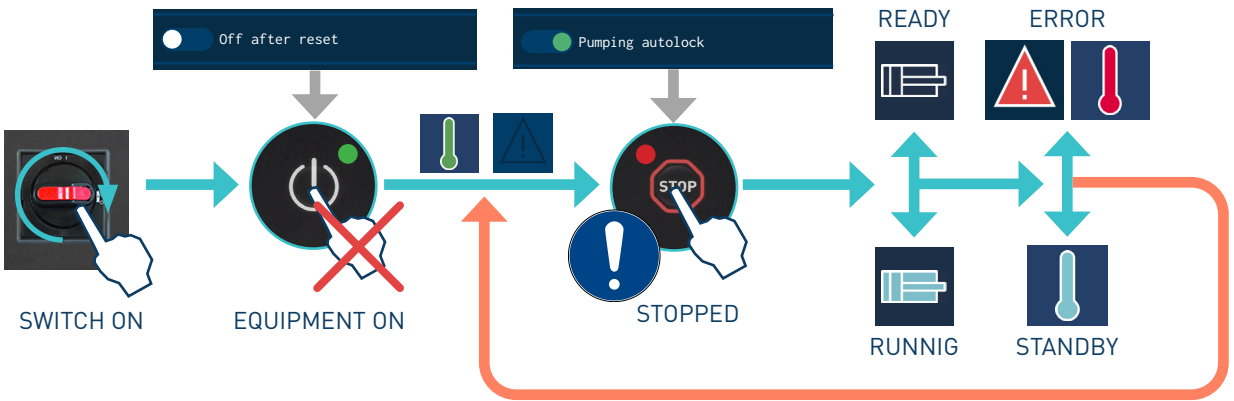 Off after reset
Pumping autolock
READY
ERROR
STOP
SWITCH ON
EQUIPMENT ON
STOPPED
RUNNIG
STANDBY